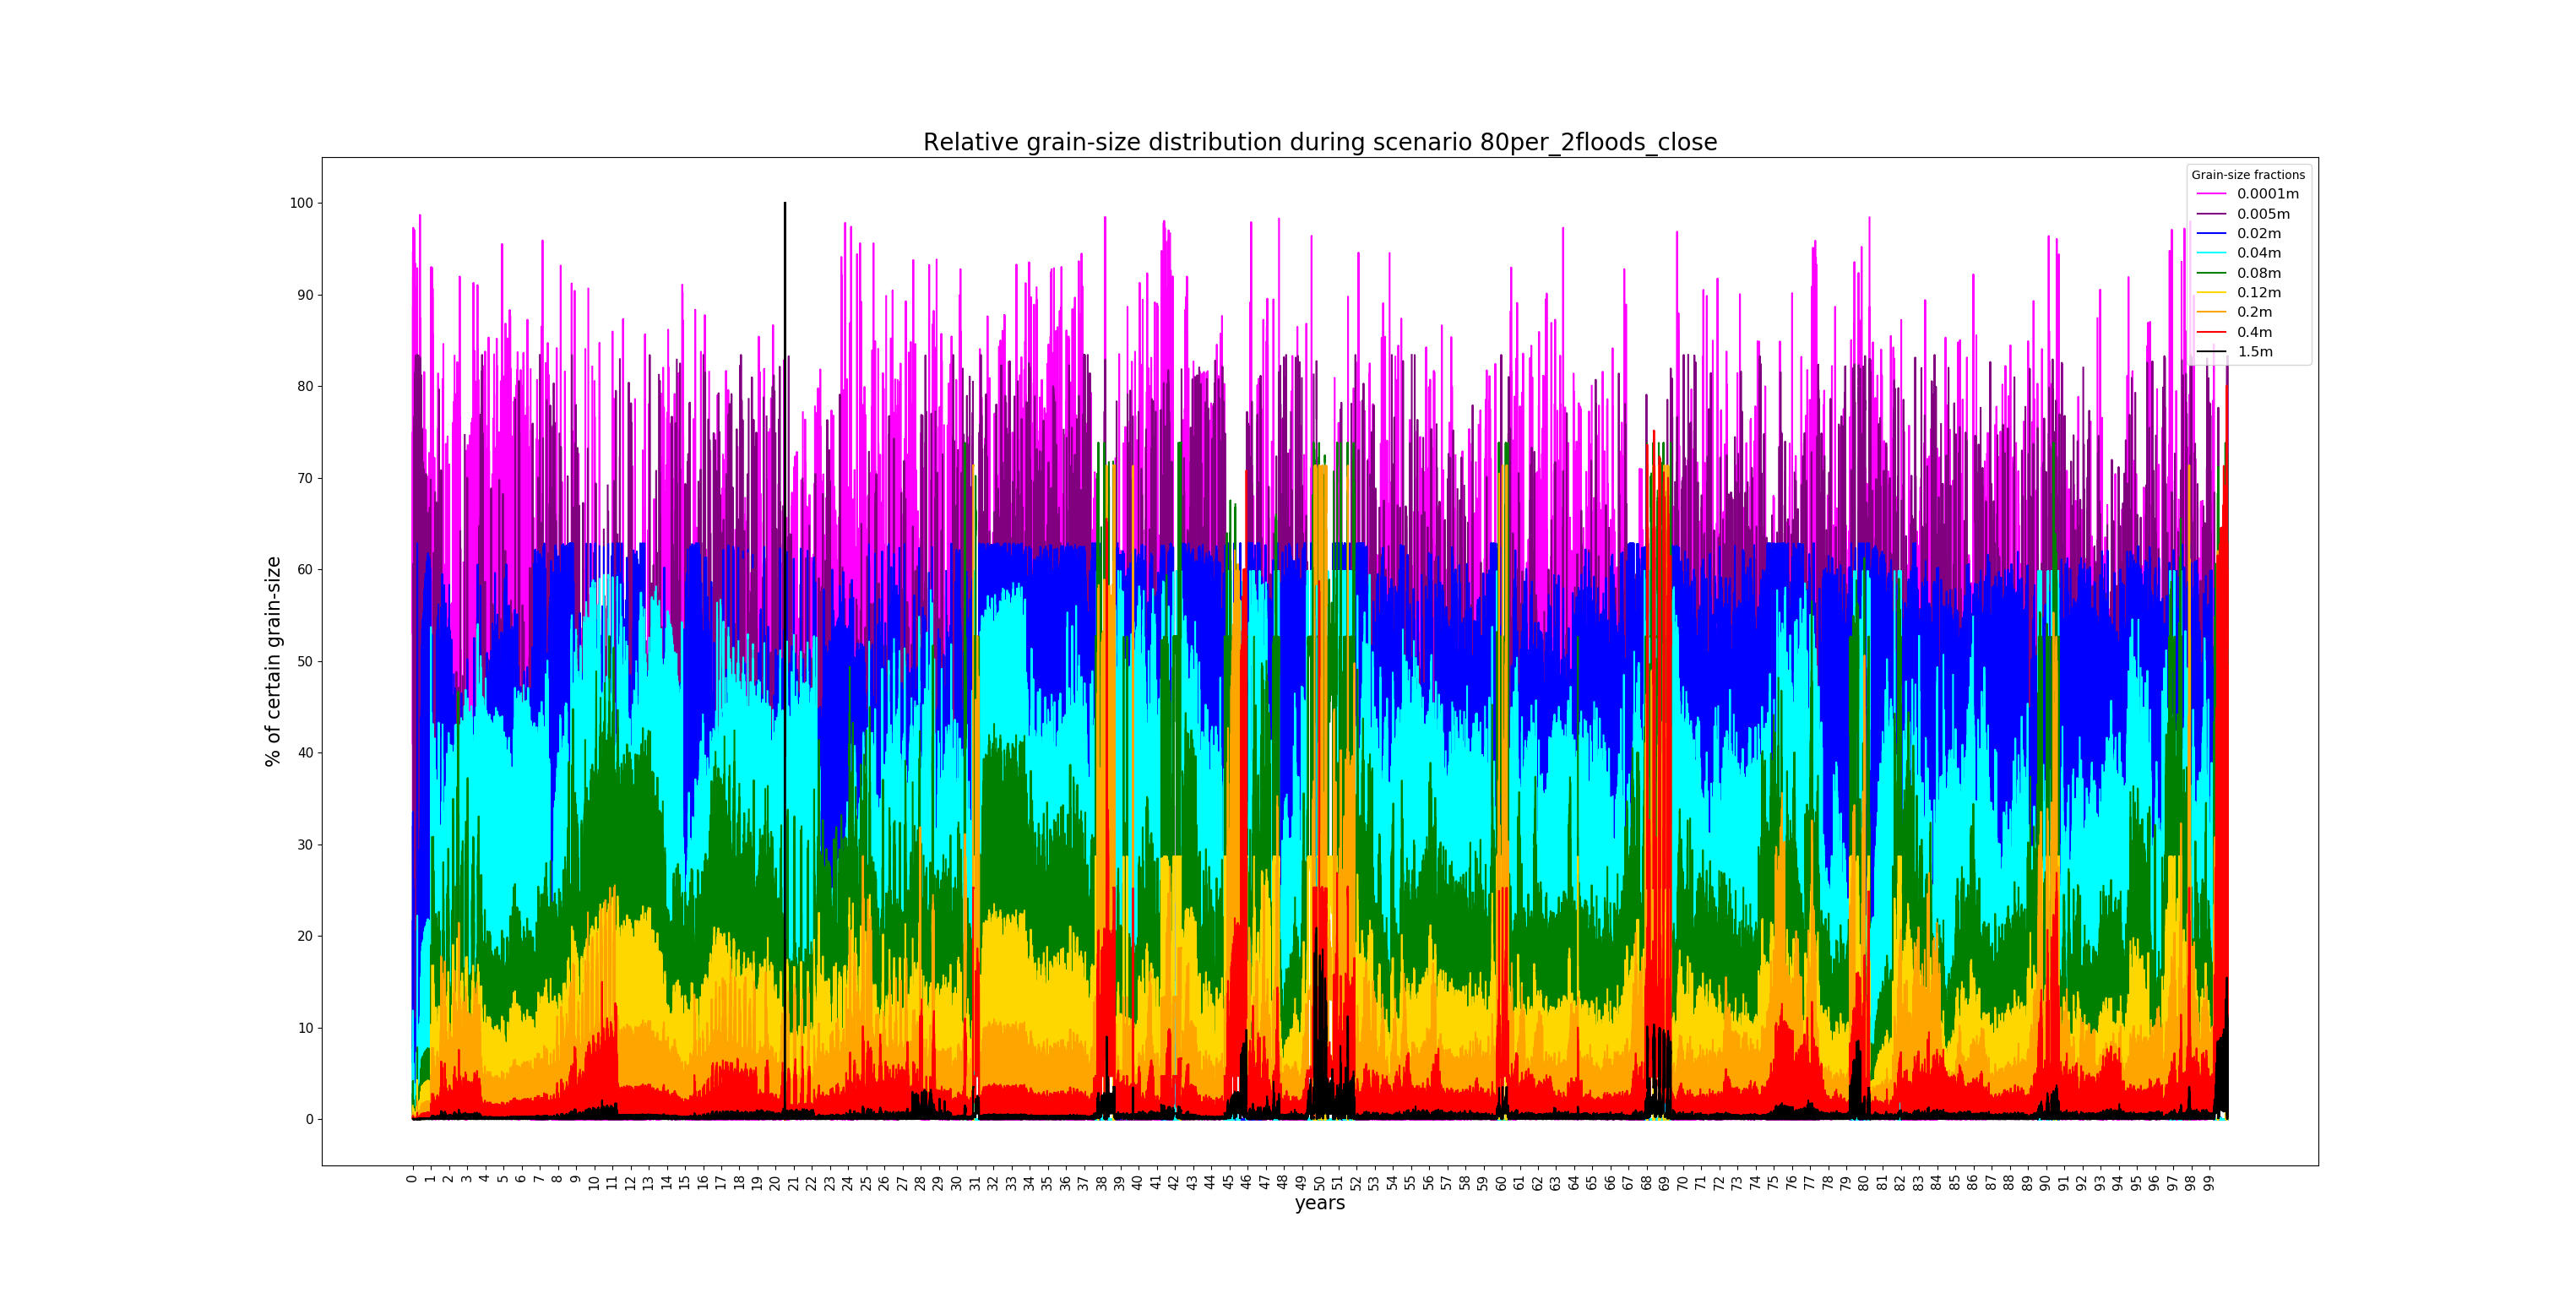 Relative grain-size distribution during scenario 80per_2floods_close
Grain-size fractions
0.0001m
0.005m
0.02m
0.04m
0.08m
0.12m
0.2m
0.4m
1.5m
% of certain grain-size
100
90
80
70
60
50
40
30
20
10
0
0 1 2 3 4 5 6 7 8 9 10 11 12 13 14 15 16 17 18 19 20 21 22 23 24 25 26 27 28 29 30 31 32 33 34 35 36 37 38 39 40 41 42 43 44 45 46 47 48 49 50 51 52 53 54 55 56 57 58 59 60 61 62 63 64 65 66 67 68 69 70 71 72 73 74 75 76 77 78 79 80 81 82 83 84 85 86 87 88 89 90 91 92 93 94 95 96 97 98 99
years